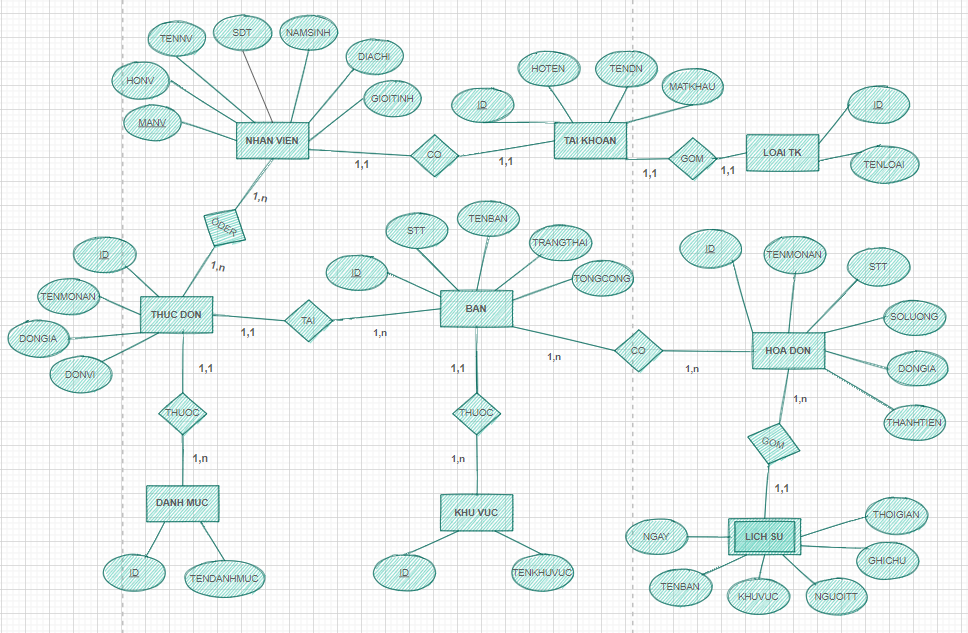 TENNV
SDT
NAMSINH
DIACHI
GIOITINH
HONV
MANV
NHAN VIEN
1,1
CO
1,1
ID
HOTEN
TENDN
MATKHAU
TAI KHOAN
1,1
GOM
1,1
LOAI TK
ID
TENLOAI
1,n
ODER
1,n
ID
TENMONAN
DONGIA
DONVI
THUC DON
1,1
TAI
1,n
ID
STT
TENBAN
TRANGTHAI
TONGCONG
BAN
1,n
CO
1,n
ID
TENMONAN
STT
SOLUONG
DONGIA
THANHTIEN
HOA DON
1,1
THUOC
1,n
DANH MUC
ID
TENDANHMUC
1,1
THUOC
1,n
KHU VUC
ID
TENKHUVUC
1,n
GOM
1,1
LICH SU
NGAY
TENBAN
KHUVUC
NGUOITT
GHICHU
THOIGIAN